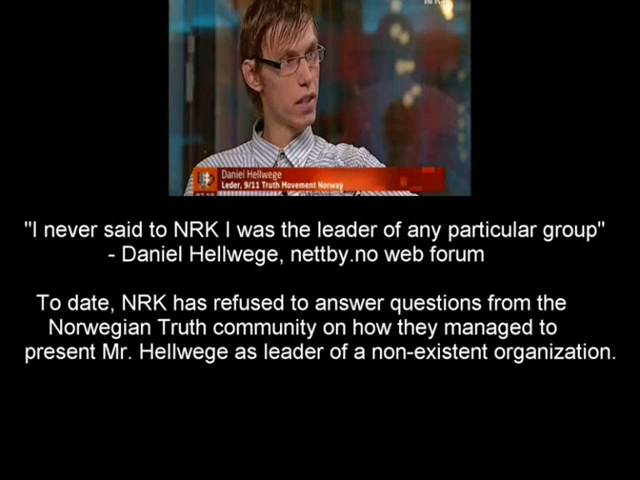 NRK
Daniel Hellwege
Leder, 9/11 Truth Movement Norway
"I never said to NRK I was the leader of any particular group"
- Daniel Hellwege, nettby.no web forum
To date, NRK has refused to answer questions from the
Norwegian Truth community on how they managed to
present Mr. Hellwege as leader of a non-existent organization.